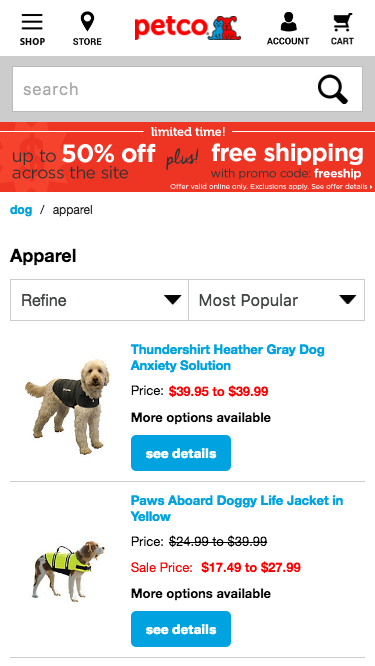 SHOP
STORE
petco
ACCOUNT
CART
search
limited time!
up to 50% off plus! free shipping
across the site with promo code: freeship
Offer valid online only. Exclusions apply. See offer details
dog / apparel
Apparel
Refine
Most Popular
Thundershirt Heather Gray Dog
Anxiety Solution
Price: $39.95 to $39.99
More options available
see details
Paws Aboard Doggy Life Jacket in
Yellow
Price: $24.99 to $39.99
Sale Price: $17.49 to $27.99
More options available
see details